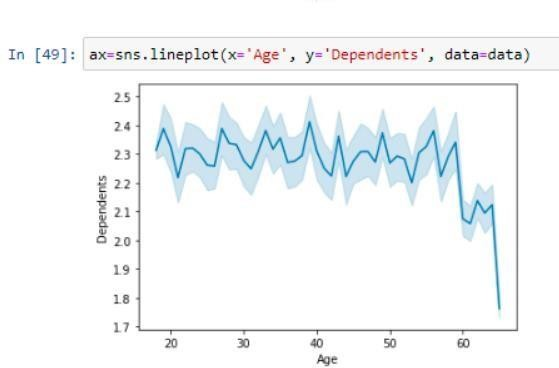 In [49]: ax=sns.lineplot(x='Age', y='Dependents', data=data)
2.5
2.4
2.3
2.2
2.1
2.0
1.9
1.8
1.7
Dependents
20 30 40 50 60
Age